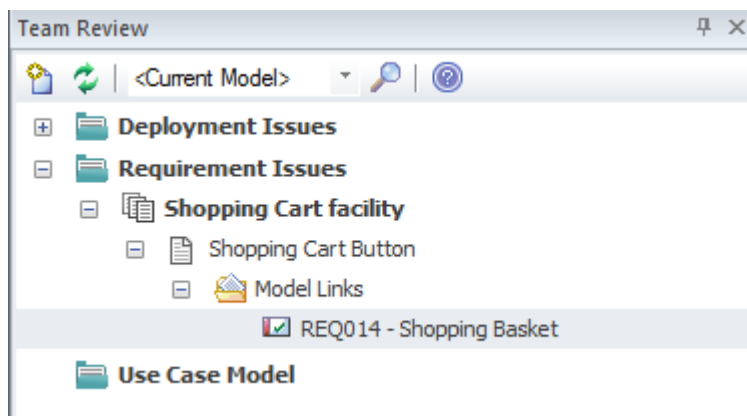 Team Review
<Current Model>
Deployment Issues
Requirement Issues
Shopping Cart facility
Shopping Cart Button
Model Links
REQ014 - Shopping Basket
Use Case Model